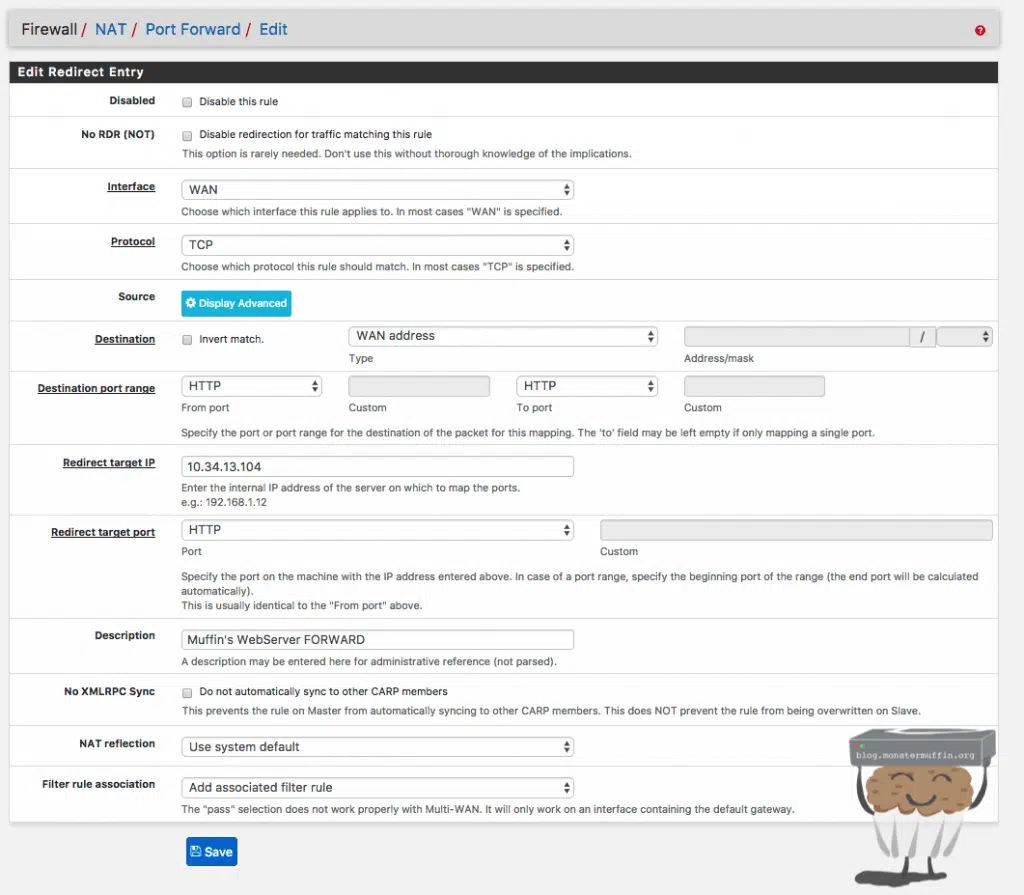 Firewall / NAT / Port Forward / Edit
?
Edit Redirect Entry
Disabled
Disable this rule
No RDR (NOT)
Disable redirection for traffic matching this rule
This option is rarely needed. Don't use this without thorough knowledge of the implications.
Interface
WAN
Choose which interface this rule applies to. In most cases "WAN" is specified.
Protocol
TCP
Choose which protocol this rule should match. In most cases "TCP" is specified.
Source
Display Advanced
Destination
Invert match.
WAN address
/
Type
Address/mask
Destination port range
HTTP
HTTP
From port
Custom
To port
Custom
Specify the port or port range for the destination of the packet for this mapping. The 'to' field may be left empty if only mapping a single port.
Redirect target IP
10.34.13.104
Enter the internal IP address of the server on which to map the ports.
e.g.: 192.168.1.12
Redirect target port
HTTP
Port
Custom
Specify the port on the machine with the IP address entered above. In case of a port range, specify the beginning port of the range (the end port will be calculated
automatically).
This is usually identical to the "From port" above.
Description
Muffin's WebServer FORWARD
A description may be entered here for administrative reference (not parsed).
No XMLRPC Sync
Do not automatically sync to other CARP members
This prevents the rule on Master from automatically syncing to other CARP members. This does NOT prevent the rule from being overwritten on Slave.
NAT reflection
Use system default
blog.monstermuffin.org
Filter rule association
Add associated filter rule
The "pass" selection does not work properly with Multi-WAN. It will only work on an interface containing the default gateway.
Save